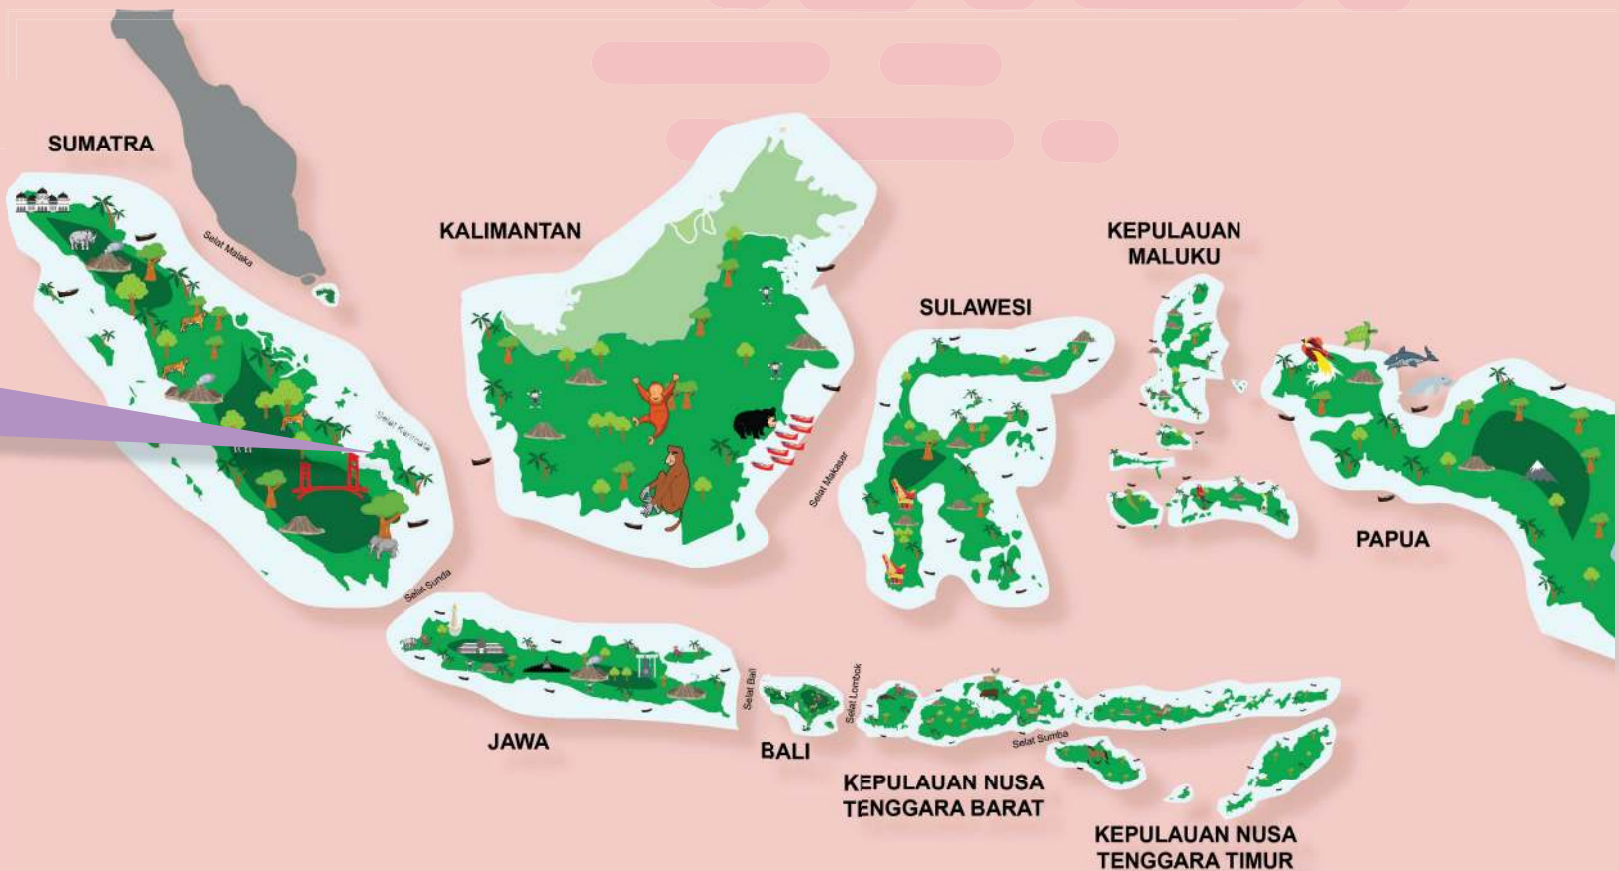 SUMATRA
Selat Malaka
KALIMANTAN
KEPULAUAN
MALUKU
SULAWESI
Selat Karimata
Selat Makasar
PAPUA
Selat Sunda
JAWA
Selat Bali
BALI
Selat Lombok
Selat Sumba
KEPULAUAN NUSA
TENGGARA BARAT
KEPULAUAN NUSA
TENGGARA TIMUR